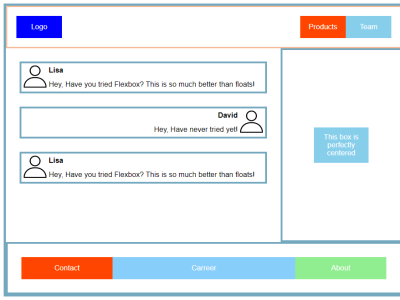 Logo
Products
Team
Lisa
Hey, Have you tried Flexbox? This is so much better than floats!
David
Hey, Have never tried yet!
Lisa
Hey, Have you tried Flexbox? This is so much better than floats!
This box is
perfectly
centered
Contact
Carreer
About